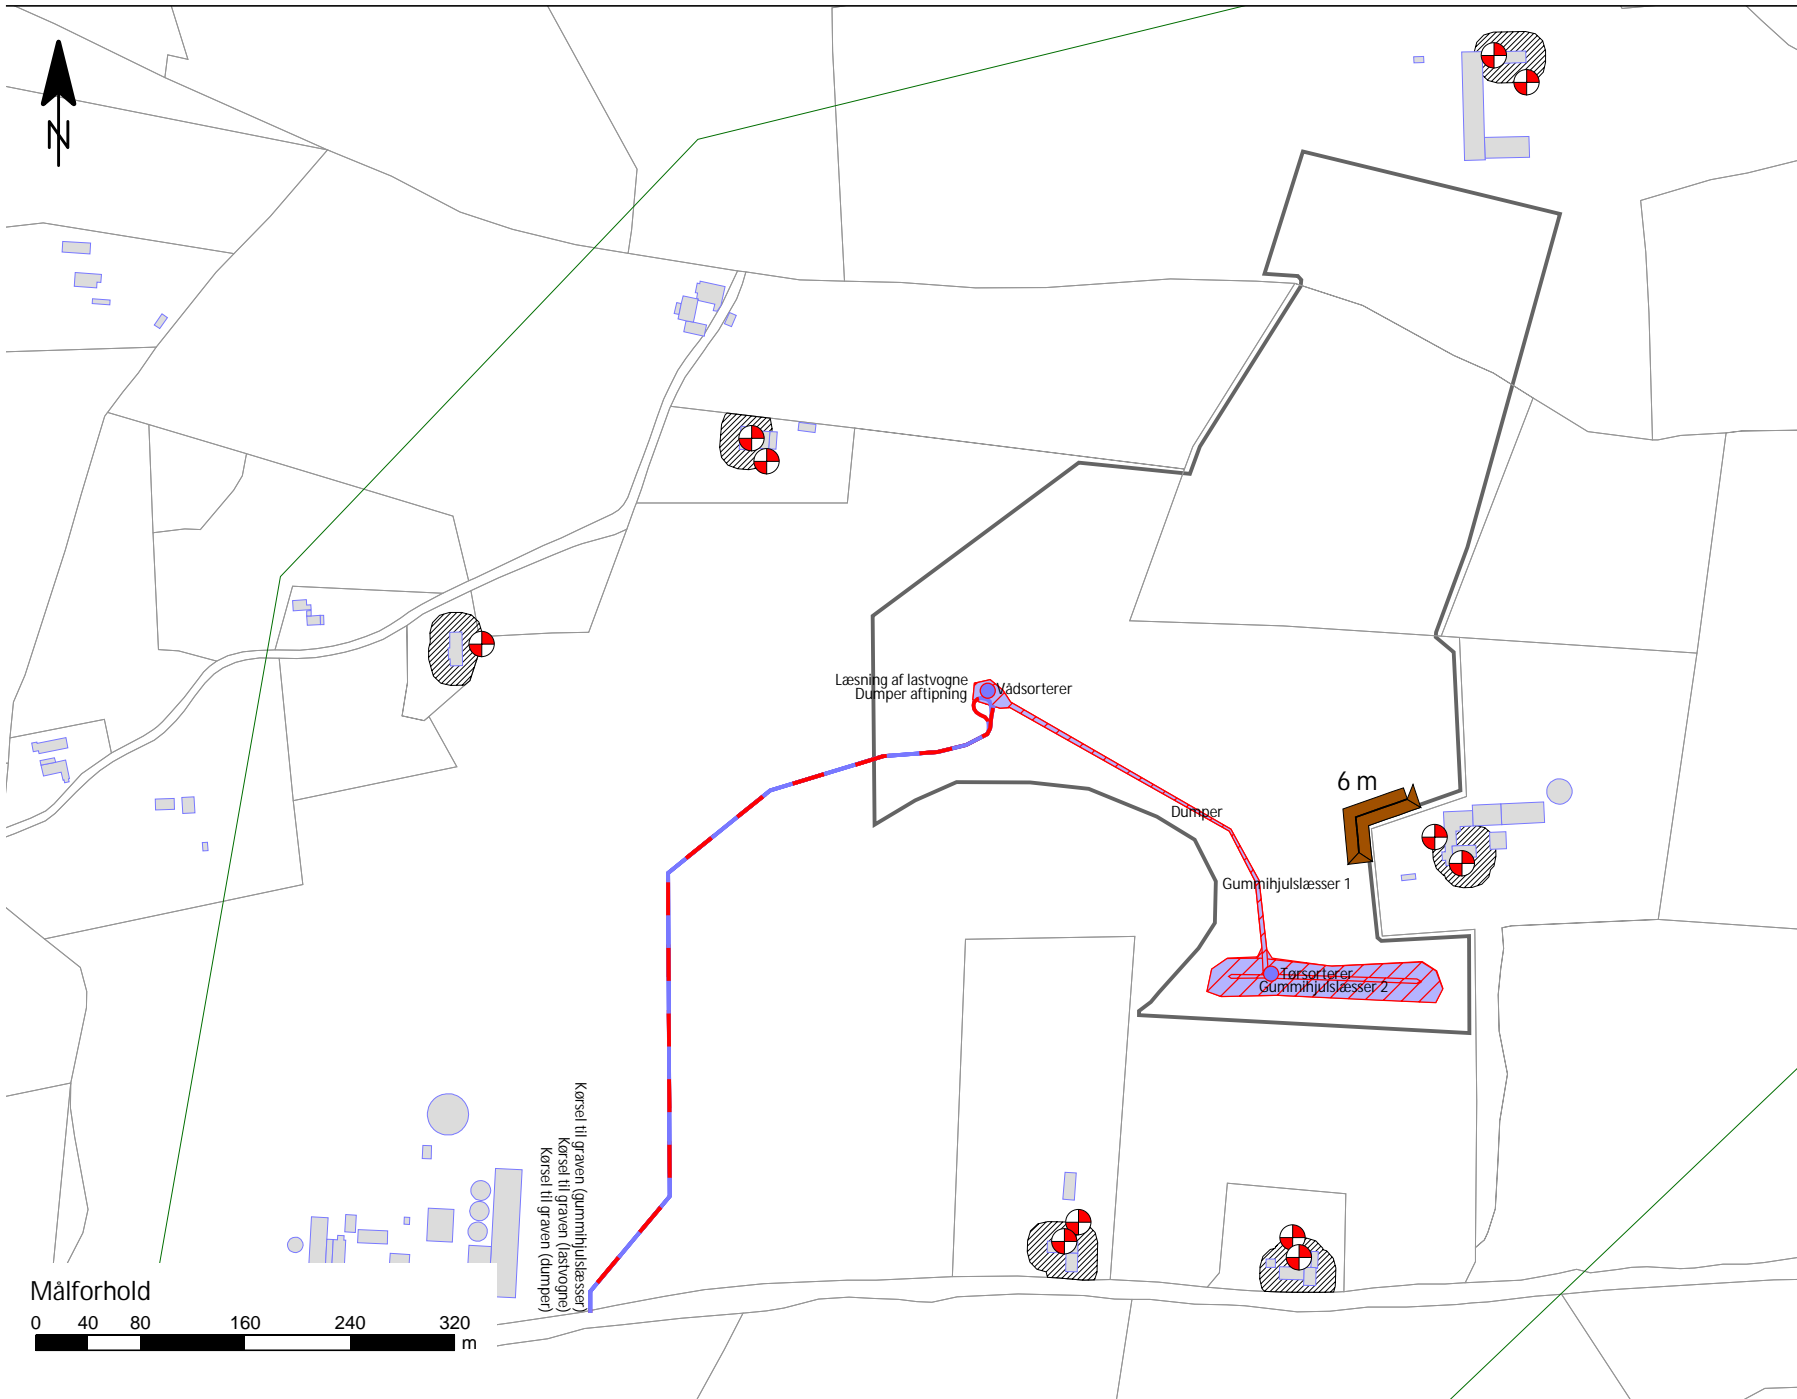 N
Læsning af lastvogne
Dumper aftipning
Vådsorterer
6 m
Dumper
Gummihjulslæsser 1
Tørsorterer
Gummihjulslæsser 2
Kørsel til graven (gummihjulslæsser)
Kørsel til graven (lastvogne)
Kørsel til graven (dumper)
Målforhold
0 40 80 160 240 320
m